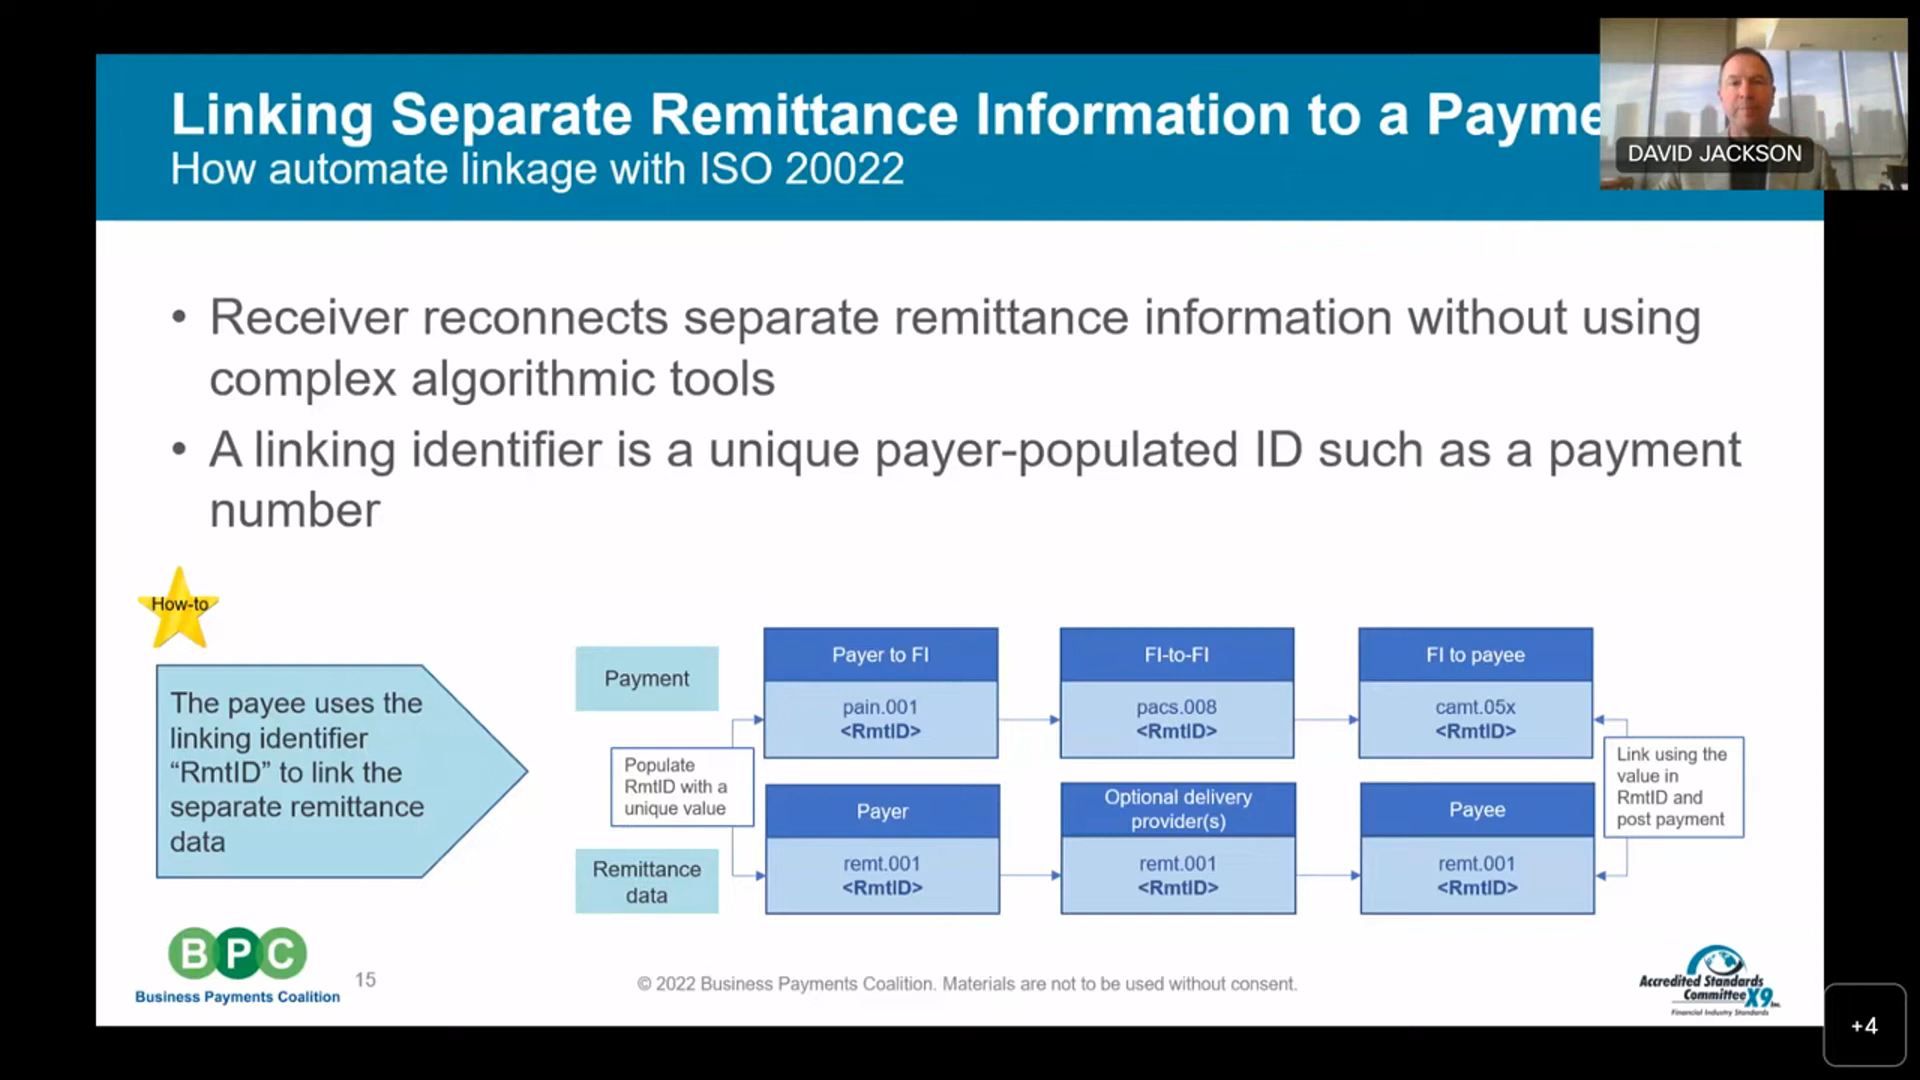 Linking Separate Remittance Information to a Payme
How automate linkage with ISO 20022
DAVID JACKSON
• Receiver reconnects separate remittance information without using
complex algorithmic tools
• A linking identifier is a unique payer-populated ID such as a payment
number
How-to
The payee uses the
linking identifier
“RmtID” to link the
separate remittance
data
Payment
Payer to FI
pain.001
<RmtID>
FI-to-FI
pacs.008
<RmtID>
FI to payee
camt.05x
<RmtID>
Populate
RmtID with a
unique value
Link using the
value in
RmtID and
post payment
Remittance
data
Payer
remt.001
<RmtID>
Optional delivery
provider(s)
remt.001
<RmtID>
Payee
remt.001
<RmtID>
BPC
Business Payments Coalition
15
© 2022 Business Payments Coalition. Materials are not to be used without consent.
Accredited Standards
Committee X9 Inc.
Financial Industry Standards
+4